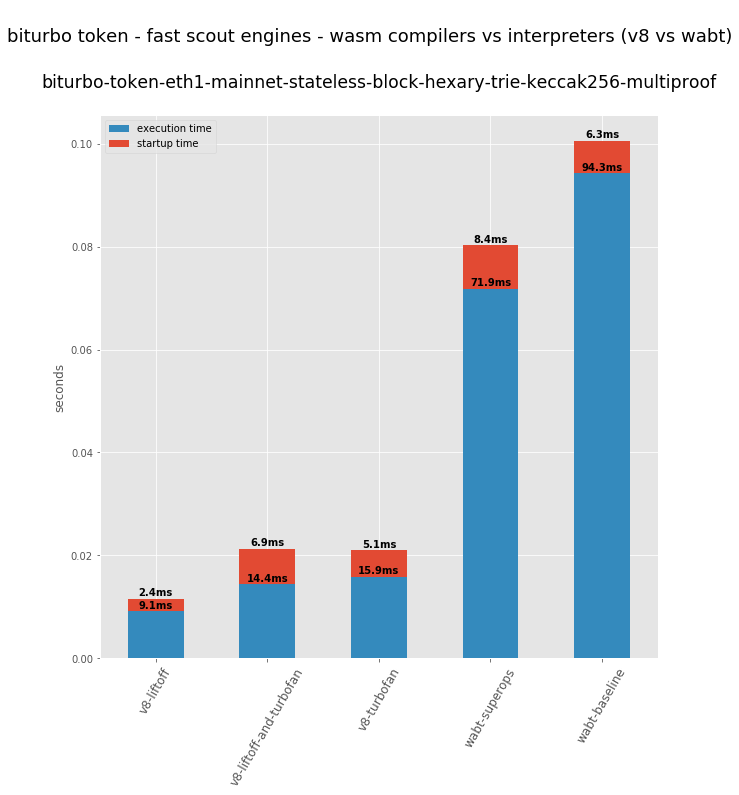 biturbo token - fast scout engines - wasm compilers vs interpreters (v8 vs wabt)
biturbo-token-eth1-mainnet-stateless-block-hexary-trie-keccak256-multiproof
execution time
startup time
seconds
0.10
0.08
0.06
0.04
0.02
0.00
2.4ms
9.1ms
6.9ms
14.4ms
5.1ms
15.9ms
8.4ms
71.9ms
6.3ms
94.3ms
v8-liftoff
v8-liftoff-and-turbofan
v8-turbofan
wabt-superops
wabt-baseline